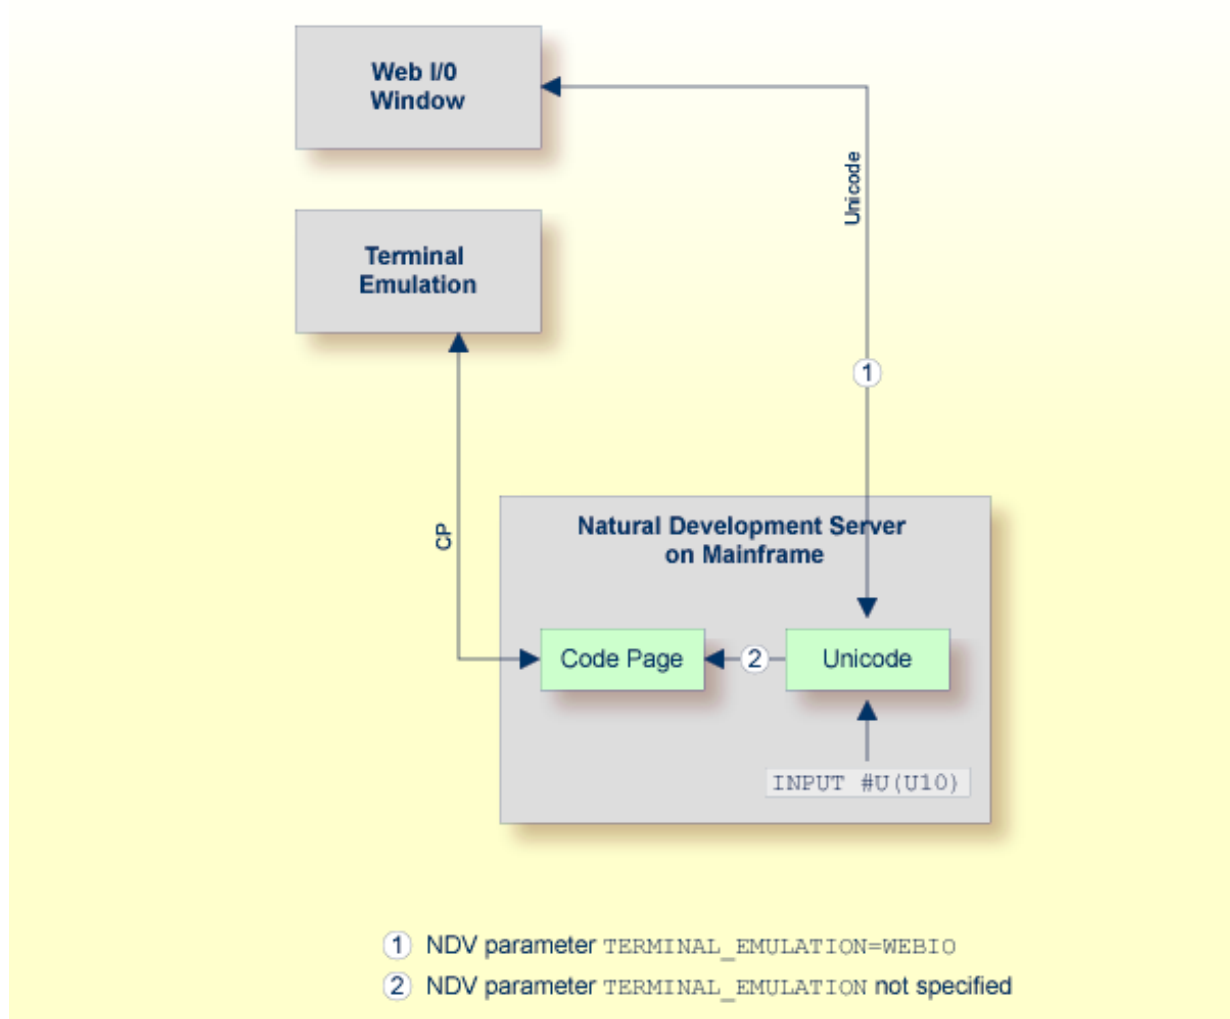 Web I/0
Window
Unicode
Terminal
Emulation
1
CP
Natural Development Server
on Mainframe
Code Page
2
Unicode
INPUT #U(U10)
1 NDV parameter TERMINAL_EMULATION=WEBIO
2 NDV parameter TERMINAL_EMULATION not specified